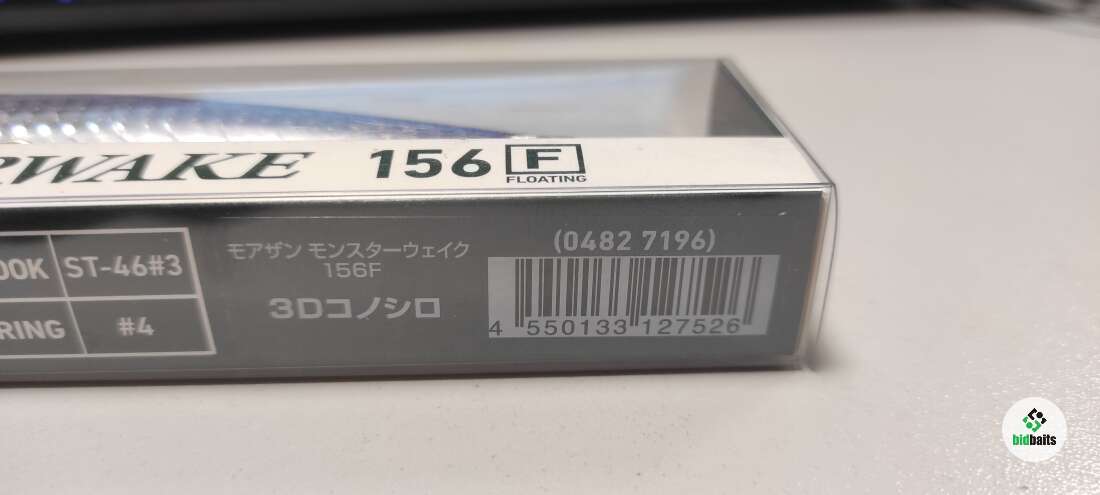 RWAKE 156 F
FLOATING
OOK ST-46#3
RING #4
モアザン モンスターウェイク
156F
3Dコノシロ
(0482 7196)
4 550133 127526
bidbaits